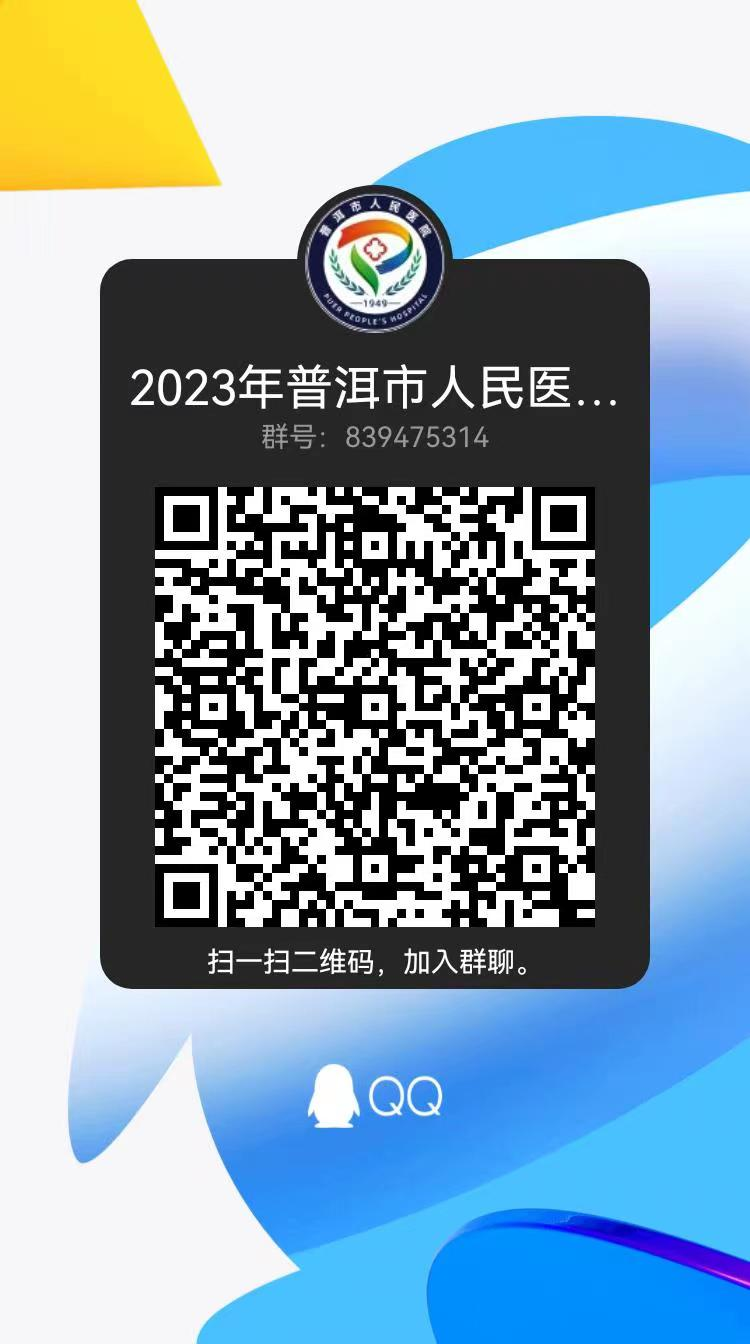 普洱市人民医院
1949
PUER PEOPLE'S HOSPITAL
2023年普洱市人民医...
群号：839475314
扫一扫二维码，加入群聊。
QQ